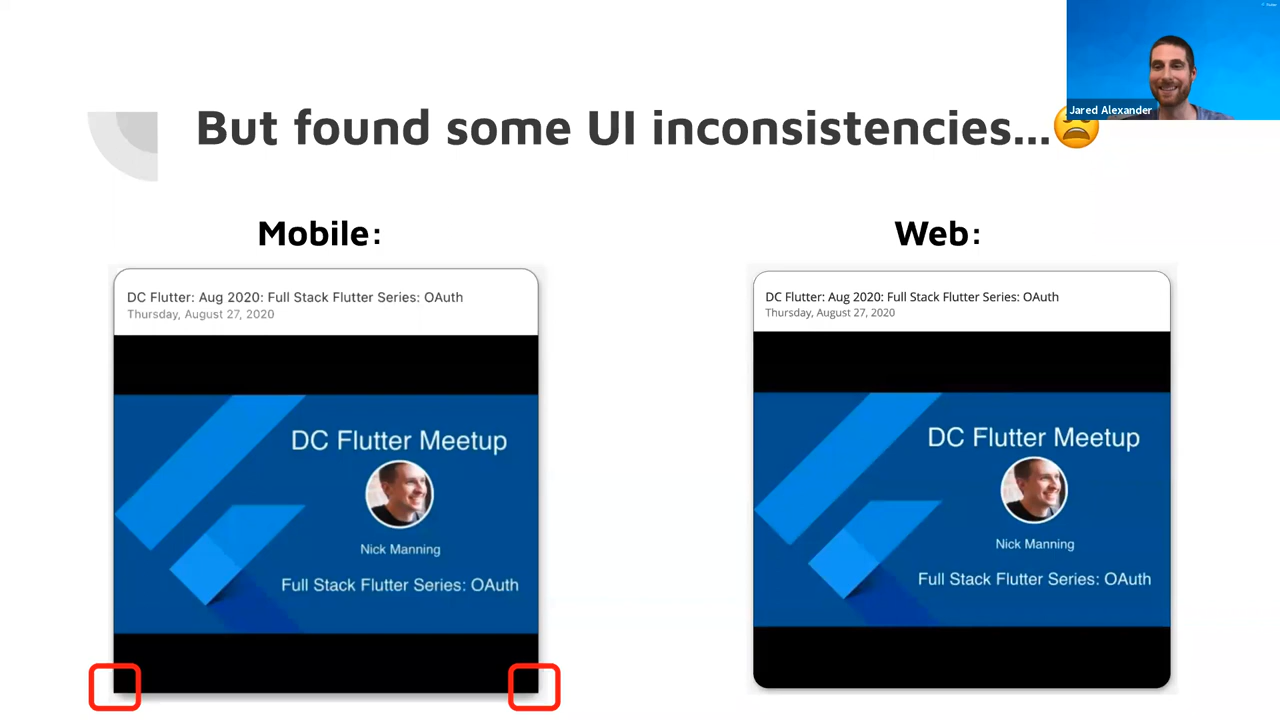 Jared Alexander
But found some UI inconsistencies...😩
Mobile:
DC Flutter: Aug 2020: Full Stack Flutter Series: OAuth
Thursday, August 27, 2020
DC Flutter Meetup
Nick Manning
Full Stack Flutter Series: OAuth
Web:
DC Flutter: Aug 2020: Full Stack Flutter Series: OAuth
Thursday, August 27, 2020
DC Flutter Meetup
Nick Manning
Full Stack Flutter Series: OAuth